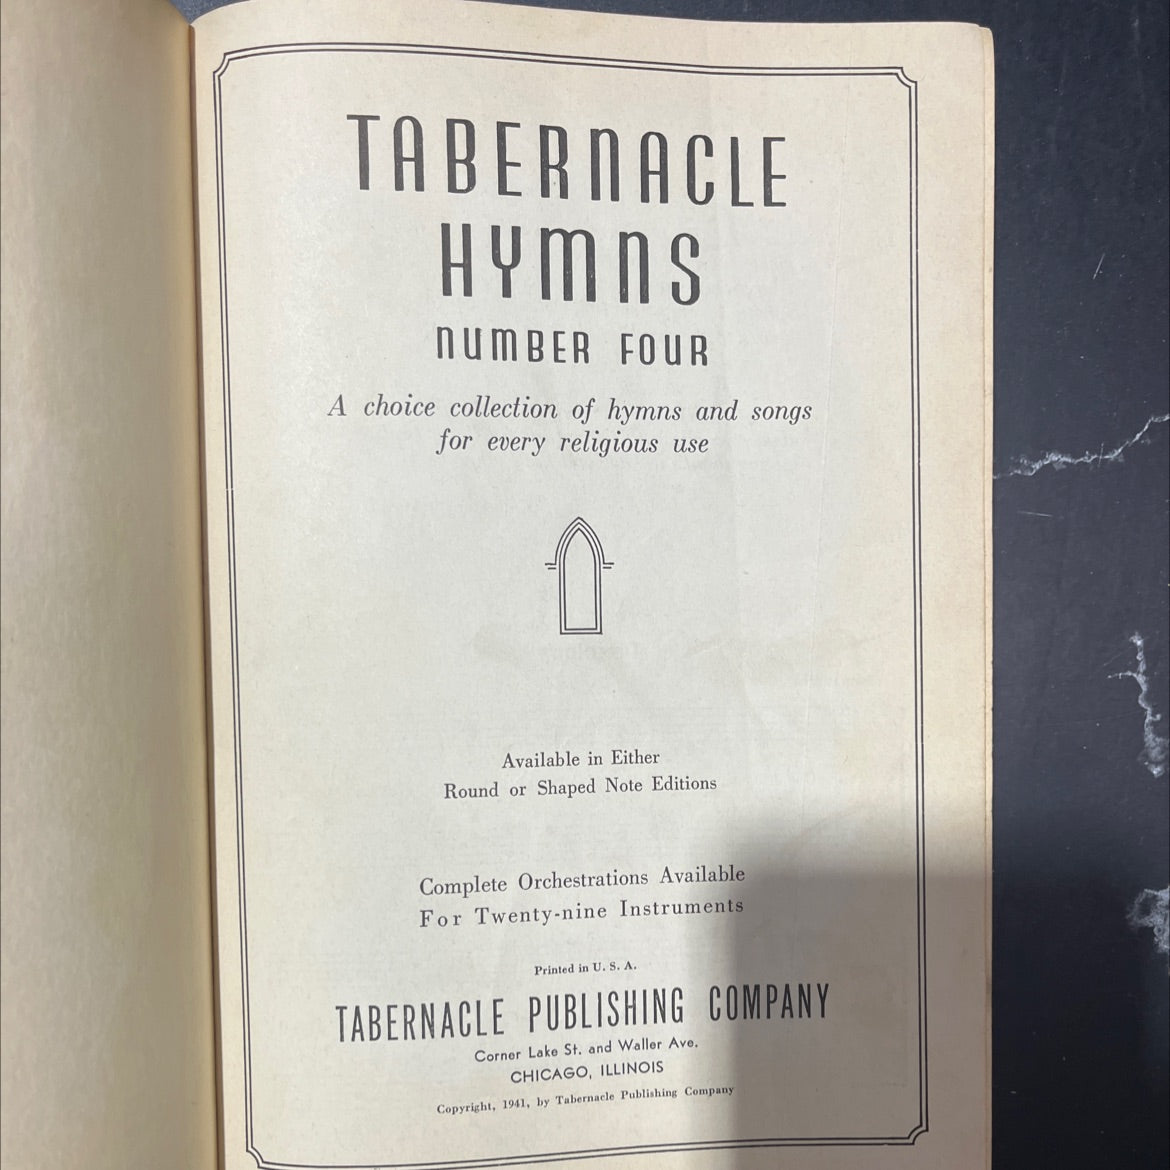 TABERNACLE
HYMNS
NUMBER FOUR
A choice collection of hymns and songs
for every religious use
Available in Either
Round or Shaped Note Editions
Complete Orchestrations Available
For Twenty-nine Instruments
Printed in U. S. A.
TABERNACLE PUBLISHING COMPANY
Corner Lake St. and Waller Ave.
CHICAGO, ILLINOIS
Copyright, 1941, by Tabernacle Publishing Company